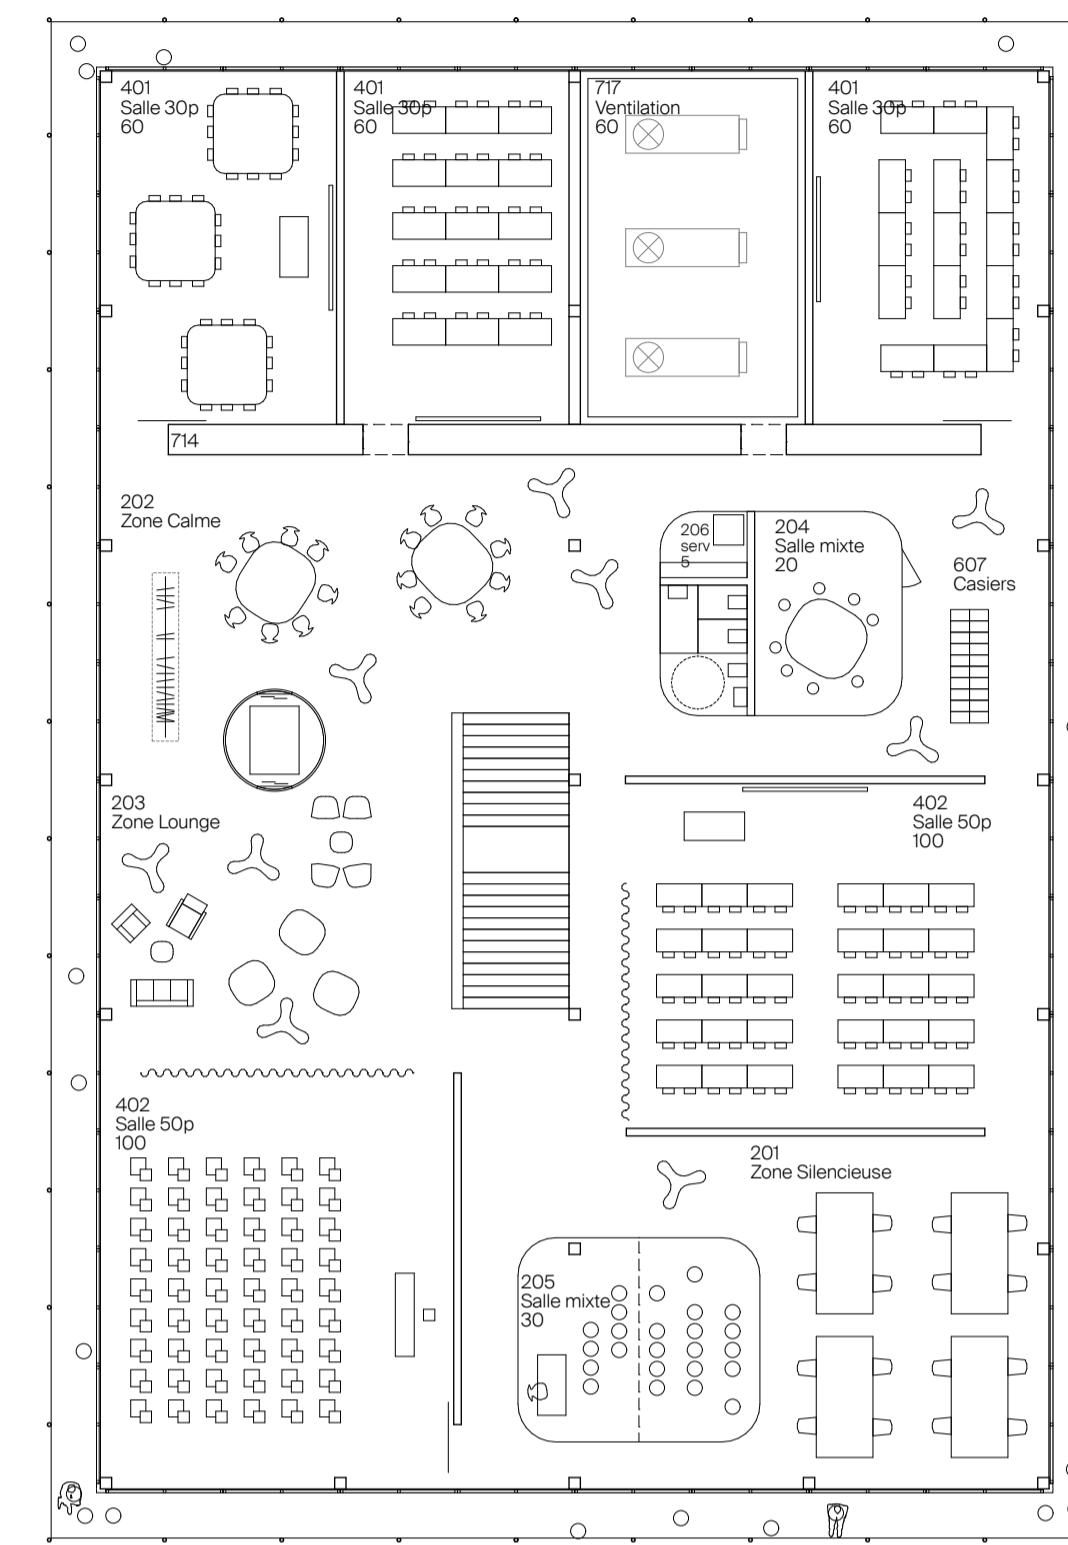 401
Salle 30p
60
401
Salle 30p
60
717
Ventilation
60
401
Salle 30p
60
714
202
Zone Calme
206
serv
5
204
Salle mixte
20
607
Casiers
203
Zone Lounge
402
Salle 50p
100
402
Salle 50p
100
201
Zone Silencieuse
205
Salle mixte
30